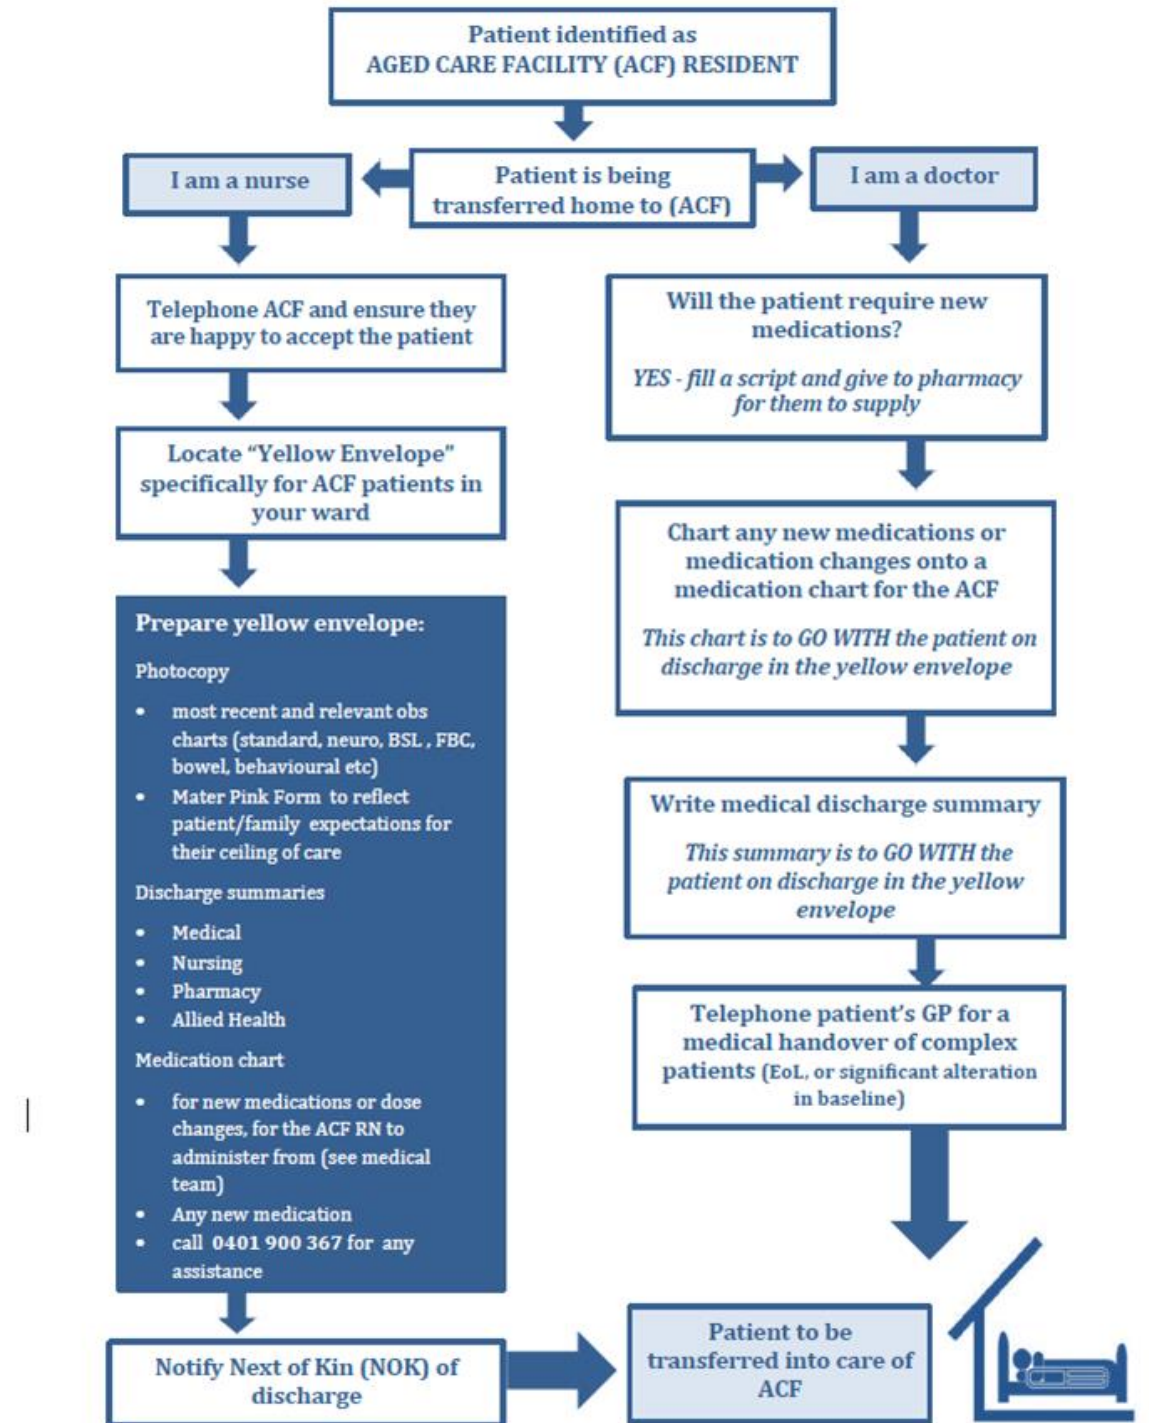 Patient identified as
AGED CARE FACILITY (ACF) RESIDENT
I am a nurse
Patient is being
transferred home to (ACF)
I am a doctor
Telephone ACF and ensure they
are happy to accept the patient
Locate “Yellow Envelope”
specifically for ACF patients in
your ward
Prepare yellow envelope:
Photocopy
• most recent and relevant obs
charts (standard, neuro, BSL , FBC,
bowel, behavioural etc)
• Mater Pink Form to reflect
patient/family expectations for
their ceiling of care
Discharge summaries
• Medical
• Nursing
• Pharmacy
• Allied Health
Medication chart
• for new medications or dose
changes, for the ACF RN to
administer from (see medical
team)
• Any new medication
• call 0401 900 367 for any
assistance
Notify Next of Kin (NOK) of
discharge
Will the patient require new
medications?
YES - fill a script and give to pharmacy
for them to supply
Chart any new medications or
medication changes onto a
medication chart for the ACF
This chart is to GO WITH the patient on
discharge in the yellow envelope
Write medical discharge summary
This summary is to GO WITH the
patient on discharge in the yellow
envelope
Telephone patient’s GP for a
medical handover of complex
patients (EoL, or significant alteration
in baseline)
Patient to be
transferred into care of
ACF